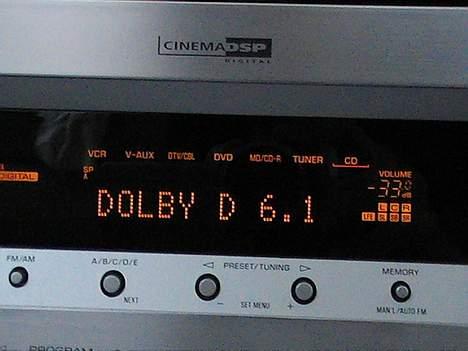 CINEMA DSP
DIGITAL
VCR V-AUX DTV/CBL DVD MD/CD-R TUNER CD
DIGITAL
SP
A
VOLUME
-33
dB
DOLBY D 6.1
L C R
LFE SL SB SR
FM/AM A/B/C/D/E PRESET/TUNING MEMORY
NEXT - SET MENU + MAN'L/AUTO FM
PROGRAM